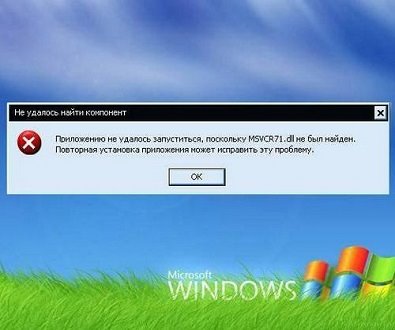 Не удалось найти компонент
Приложению не удалось запуститься, поскольку MSVCR71.dll не был найден.
Повторная установка приложения может исправить эту проблему.
OK
Microsoft
WINDOWS